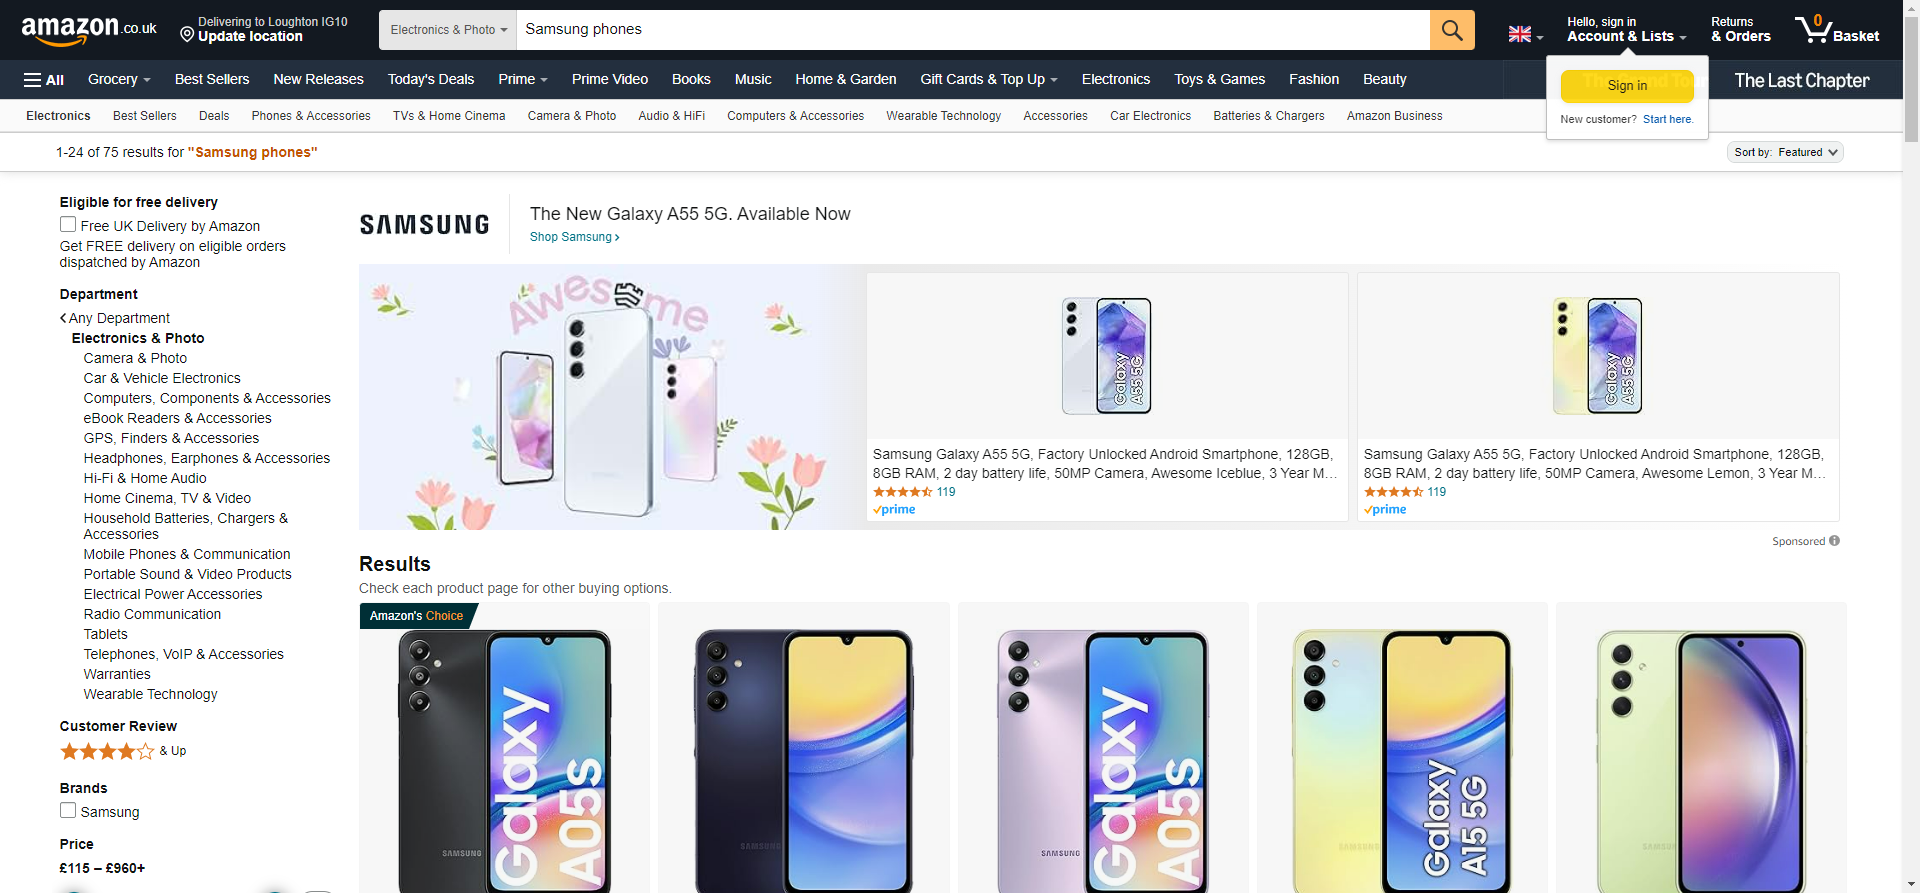 amazon.co.uk
Delivering to Loughton IG10
Update location
Electronics & Photo
Samsung phones
Hello, sign in
Account & Lists
Returns
& Orders
0
Basket
All
Grocery
Best Sellers
New Releases
Today's Deals
Prime
Prime Video
Books
Music
Home & Garden
Gift Cards & Top Up
Electronics
Toys & Games
Fashion
Beauty
The Last Chapter
Sign in
New customer? Start here.
Electronics
Best Sellers
Deals
Phones & Accessories
TVs & Home Cinema
Camera & Photo
Audio & HiFi
Computers & Accessories
Wearable Technology
Accessories
Car Electronics
Batteries & Chargers
Amazon Business
1-24 of 75 results for "Samsung phones"
Sort by: Featured
Eligible for free delivery
Free UK Delivery by Amazon
Get FREE delivery on eligible orders
dispatched by Amazon
Department
Any Department
Electronics & Photo
Camera & Photo
Car & Vehicle Electronics
Computers, Components & Accessories
eBook Readers & Accessories
GPS, Finders & Accessories
Headphones, Earphones & Accessories
Hi-Fi & Home Audio
Home Cinema, TV & Video
Household Batteries, Chargers &
Accessories
Mobile Phones & Communication
Portable Sound & Video Products
Electrical Power Accessories
Radio Communication
Tablets
Telephones, VoIP & Accessories
Warranties
Wearable Technology
Customer Review
& Up
Brands
Samsung
Price
£115 – £960+
SAMSUNG
The New Galaxy A55 5G. Available Now
Shop Samsung
Awesome
Galaxy
A55 5G
Samsung Galaxy A55 5G, Factory Unlocked Android Smartphone, 128GB,
8GB RAM, 2 day battery life, 50MP Camera, Awesome Iceblue, 3 Year M...
119
prime
Galaxy
A55 5G
Samsung Galaxy A55 5G, Factory Unlocked Android Smartphone, 128GB,
8GB RAM, 2 day battery life, 50MP Camera, Awesome Lemon, 3 Year M...
119
prime
Sponsored
Results
Check each product page for other buying options.
Amazon's Choice
SAMSUNG
Galaxy
A05s
SAMSUNG
SAMSUNG
Galaxy
A05s
SAMSUNG
Galaxy
A15 5G
SAMSUNG